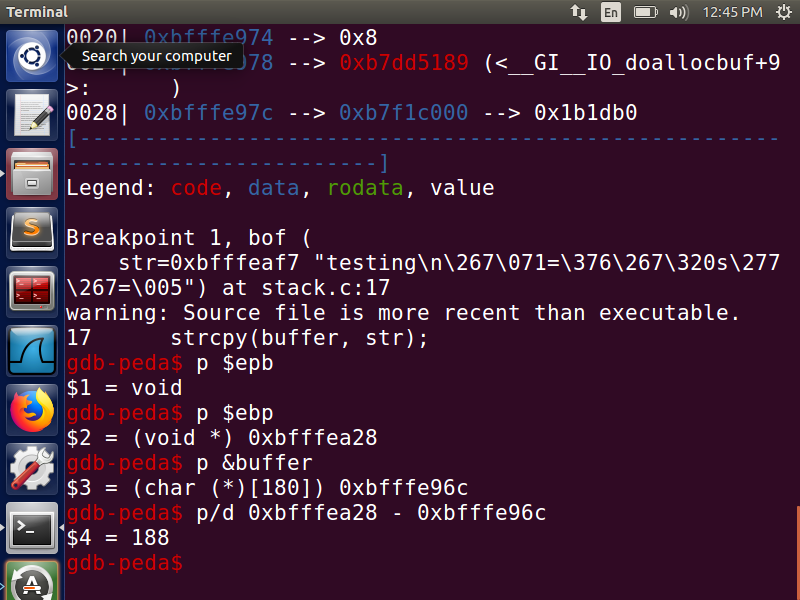 Terminal
En
12:45 PM
0020| 0xbfffe974 --> 0x8
Search your computer
--> 0xb7dd5189 (<__GI__IO_doallocbuf+9
>: )
0028| 0xbfffe97c --> 0xb7f1c000 --> 0x1b1db0
[------------------------------------------------------
------------------------]
Legend: code, data, rodata, value
Breakpoint 1, bof (
str=0xbfffeaf7 "testing\n\267\071=\376\267\320s\277
\267=\005") at stack.c:17
warning: Source file is more recent than executable.
17 strcpy(buffer, str);
gdb-peda$ p $epb
$1 = void
gdb-peda$ p $ebp
$2 = (void *) 0xbfffea28
gdb-peda$ p &buffer
$3 = (char (*)[180]) 0xbfffe96c
gdb-peda$ p/d 0xbfffea28 - 0xbfffe96c
$4 = 188
gdb-peda$